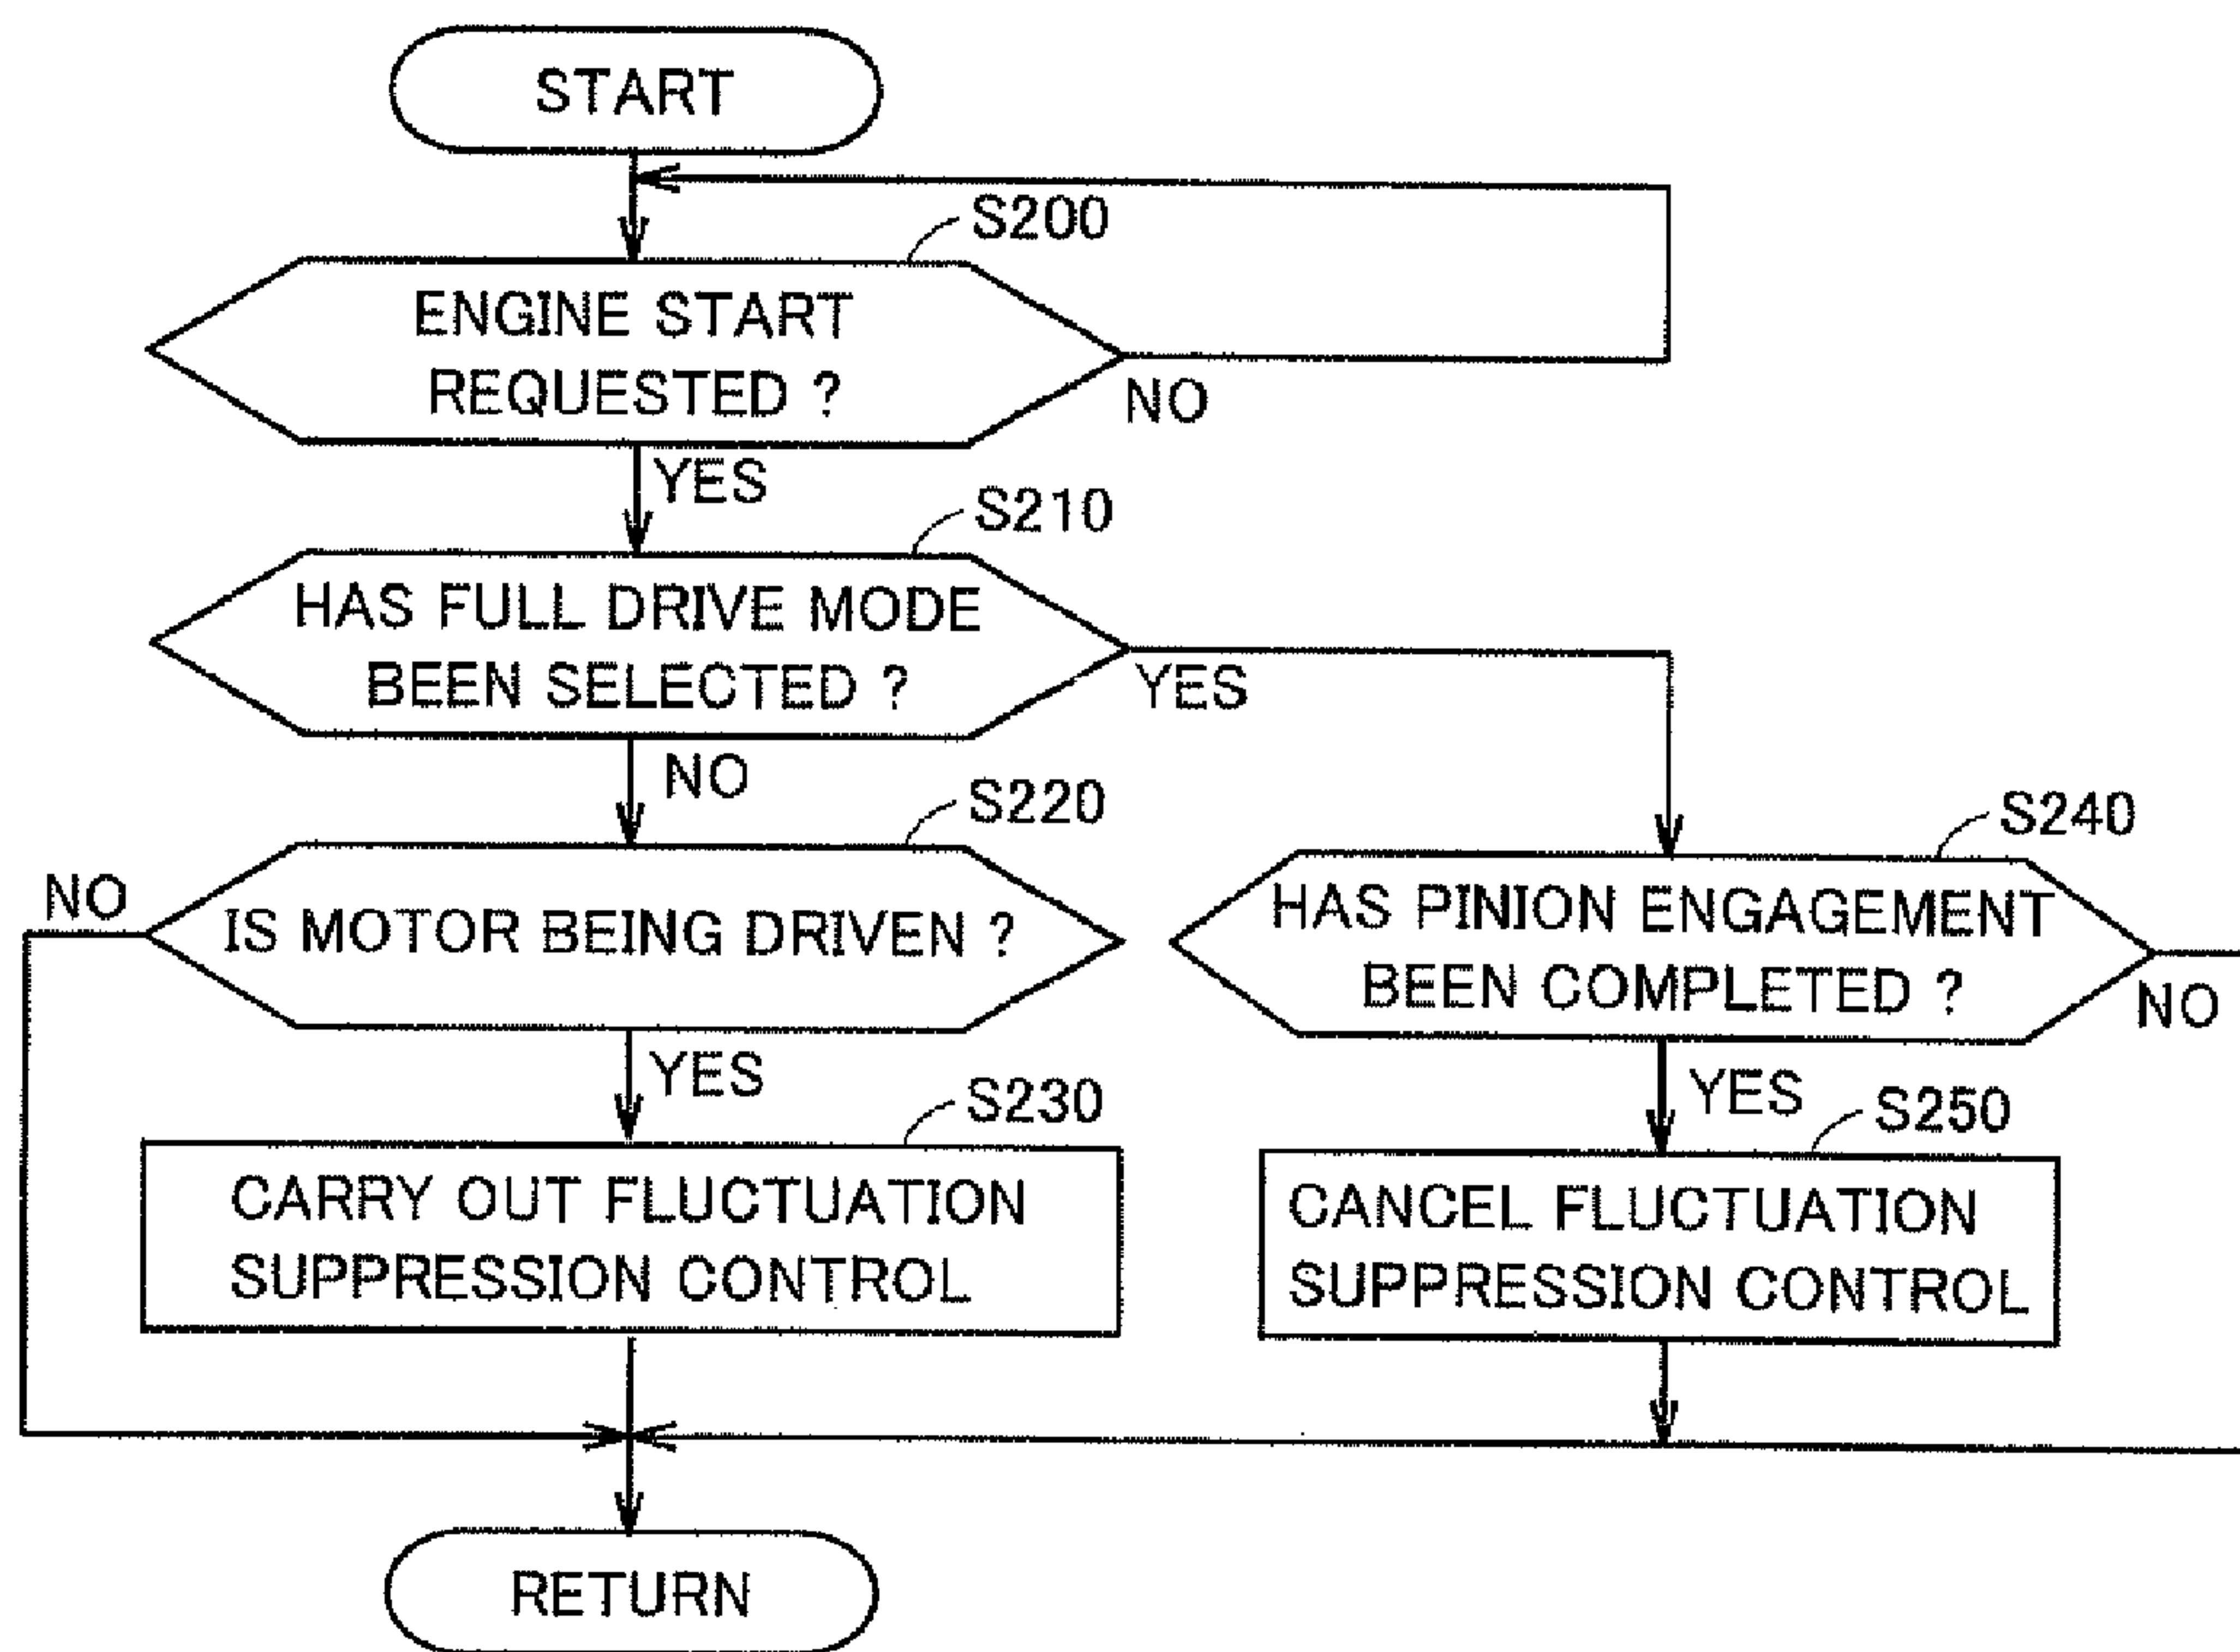 START
S200
ENGINE START
REQUESTED ?
NO
YES
S210
HAS FULL DRIVE MODE
BEEN SELECTED ?
YES
NO
S220
NO
IS MOTOR BEING DRIVEN ?
YES
S230
CARRY OUT FLUCTUATION
SUPPRESSION CONTROL
S240
HAS PINION ENGAGEMENT
BEEN COMPLETED ?
NO
YES
S250
CANCEL FLUCTUATION
SUPPRESSION CONTROL
RETURN